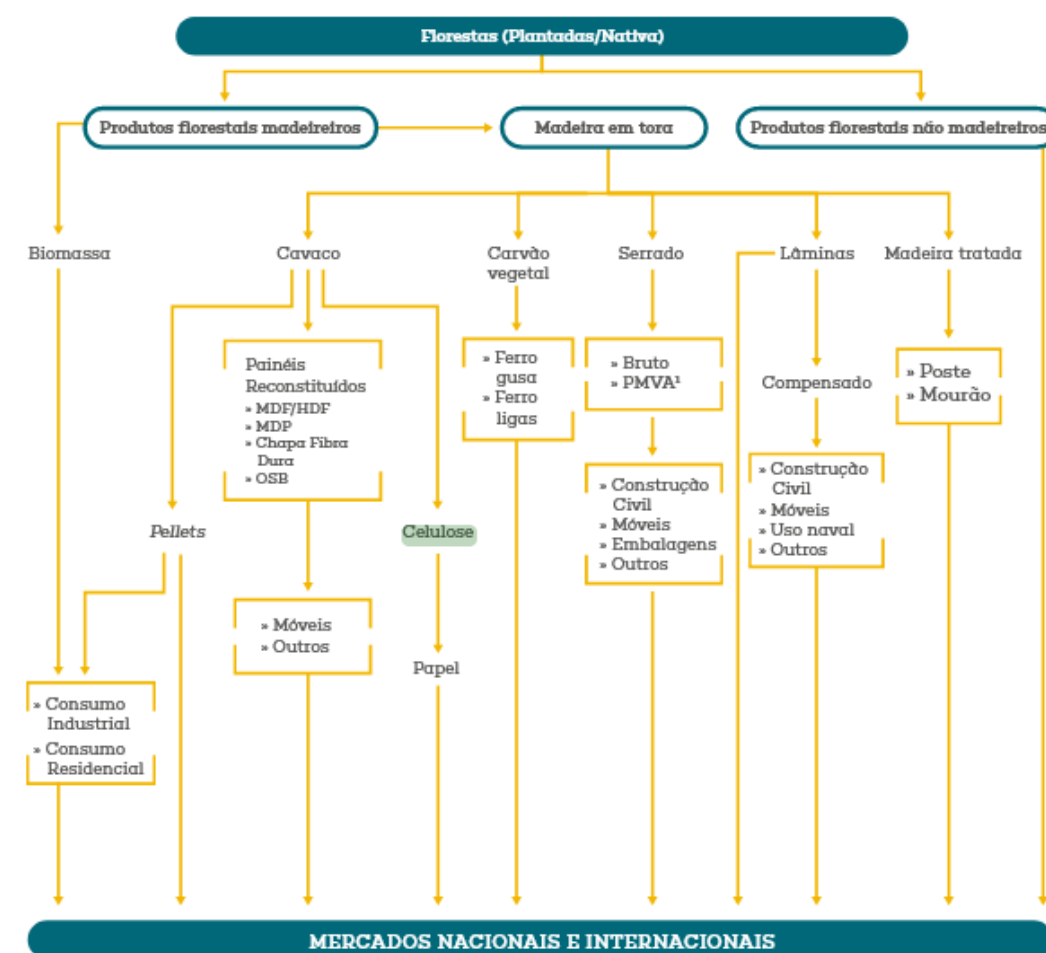 Florestas (Plantadas/Nativa)
Produtos florestais madeireiros
Madeira em tora
Produtos florestais não madeireiros
Biomassa
Cavaco
Carvão
vegetal
Serrado
Lâminas
Madeira tratada
Painéis
Reconstituídos
» MDF/HDF
» MDP
» Chapa Fibra
Dura
» OSB
» Ferro
gusa
» Ferro
ligas
» Bruto
» PMVA¹
Compensado
» Poste
» Mourão
» Construção
Civil
» Móveis
» Embalagens
» Outros
» Construção
Civil
» Móveis
» Uso naval
» Outros
Pellets
Celulose
» Móveis
» Outros
Papel
» Consumo
Industrial
» Consumo
Residencial
MERCADOS NACIONAIS E INTERNACIONAIS